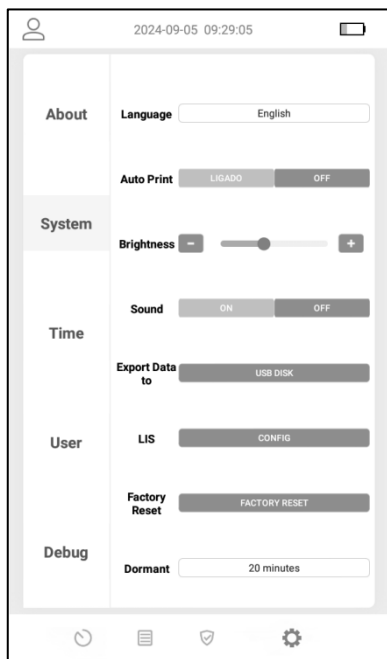 2024-09-05 09:29:05
About
System
Time
User
Debug
Language English
Auto Print LIGADO OFF
Brightness - +
Sound ON OFF
Export Data
to USB DISK
LIS CONFIG
Factory
Reset FACTORY RESET
Dormant 20 minutes